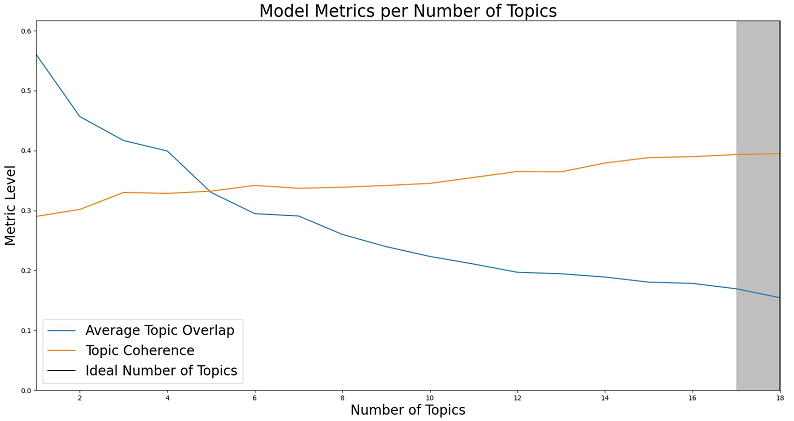 Model Metrics per Number of Topics
0.6
0.5
0.4
0.3
0.2
0.1
0.0
Metric Level
Average Topic Overlap
Topic Coherence
Ideal Number of Topics
2 4 6 8 10 12 14 16 18
Number of Topics